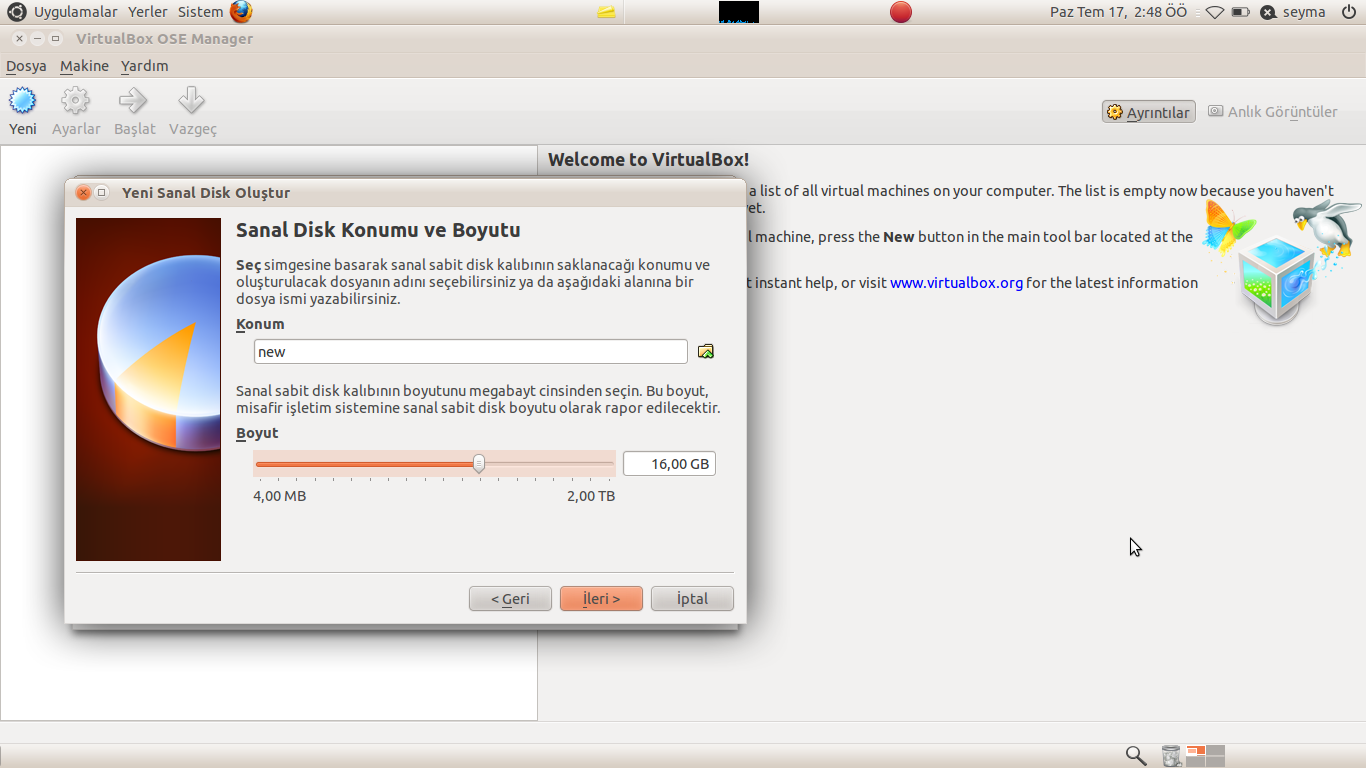 Uygulamalar Yerler Sistem
Paz Tem 17, 2:48 ÖÖ
seyma
VirtualBox OSE Manager
Dosya Makine Yardım
Yeni Ayarlar Başlat Vazgeç
Ayrıntılar
Anlık Görüntüler
Welcome to VirtualBox!
a list of all virtual machines on your computer. The list is empty now because you haven't
et.
l machine, press the New button in the main tool bar located at the
t instant help, or visit www.virtualbox.org for the latest information
Yeni Sanal Disk Oluştur
Sanal Disk Konumu ve Boyutu
Seç simgesine basarak sanal sabit disk kalıbının saklanacağı konumu ve
oluşturulacak dosyanın adını seçebilirsiniz ya da aşağıdaki alanına bir
dosya ismi yazabilirsiniz.
Konum
new
Sanal sabit disk kalıbının boyutunu megabayt cinsinden seçin. Bu boyut,
misafir işletim sistemine sanal sabit disk boyutu olarak rapor edilecektir.
Boyut
16,00 GB
4,00 MB 2,00 TB
< Geri
İleri >
İptal